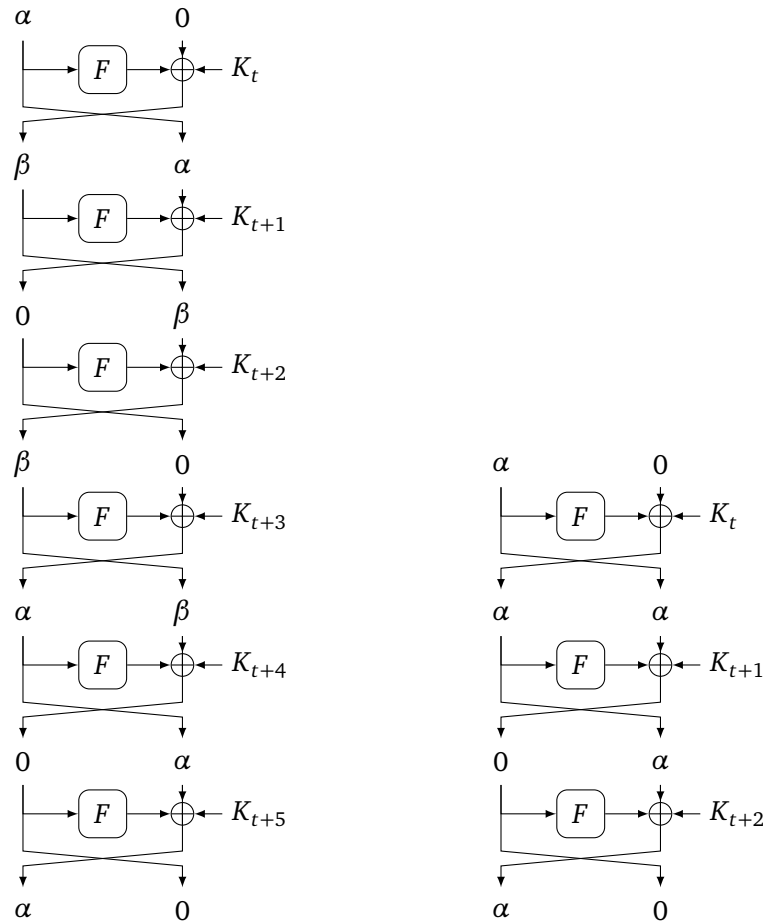 α 0
F K_t
β α
F K_{t+1}
0 β
F K_{t+2}
β 0
F K_{t+3}
α β
F K_{t+4}
0 α
F K_{t+5}
α 0
α 0
F K_t
α α
F K_{t+1}
0 α
F K_{t+2}
α 0